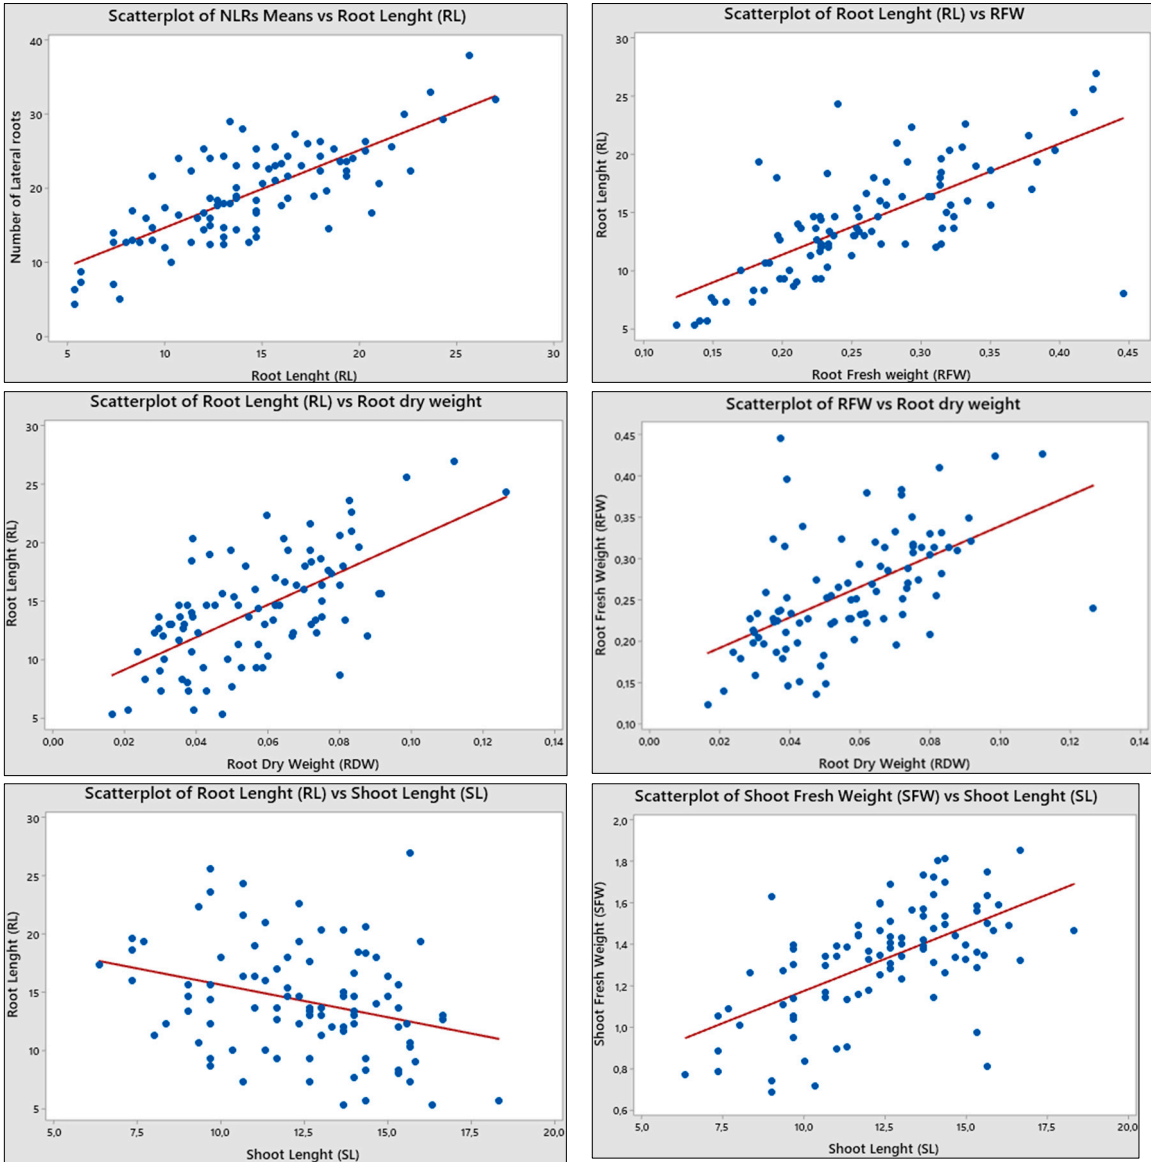 Scatterplot of NLRs Means vs Root Lenght (RL)
Number of Lateral roots
40
30
20
10
0
5 10 15 20 25 30
Root Lenght (RL)
Scatterplot of Root Lenght (RL) vs RFW
Root Lenght (RL)
30
25
20
15
10
5
0,10 0,15 0,20 0,25 0,30 0,35 0,40 0,45
Root Fresh weight (RFW)
Scatterplot of Root Lenght (RL) vs Root dry weight
Root Lenght (RL)
30
25
20
15
10
5
0,00 0,02 0,04 0,06 0,08 0,10 0,12 0,14
Root Dry Weight (RDW)
Scatterplot of RFW vs Root dry weight
Root Fresh Weight (RFW)
0,45
0,40
0,35
0,30
0,25
0,20
0,15
0,10
0,00 0,02 0,04 0,06 0,08 0,10 0,12 0,14
Root Dry Weight (RDW)
Scatterplot of Root Lenght (RL) vs Shoot Lenght (SL)
Root Lenght (RL)
30
25
20
15
10
5
5,0 7,5 10,0 12,5 15,0 17,5 20,0
Shoot Lenght (SL)
Scatterplot of Shoot Fresh Weight (SFW) vs Shoot Lenght (SL)
Shoot Fresh Weight (SFW)
2,0
1,8
1,6
1,4
1,2
1,0
0,8
0,6
5,0 7,5 10,0 12,5 15,0 17,5 20,0
Shoot Lenght (SL)